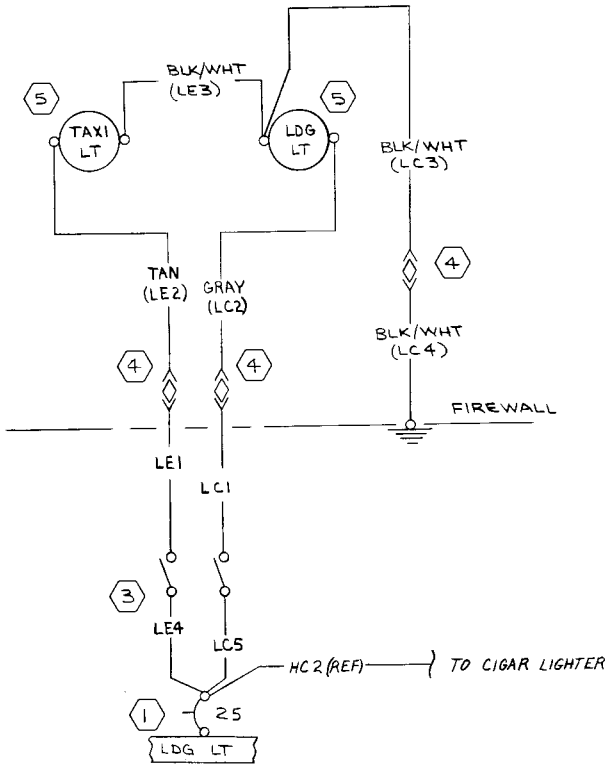 BLK/WHT
(LE3)
5
5
TAXI
LT
LDG
LT
BLK/WHT
(LC3)
4
TAN
(LE2)
GRAY
(LC2)
BLK/WHT
(LC4)
4
4
FIREWALL
LE1
LC1
3
LE4
LC5
HC2 (REF)
TO CIGAR LIGHTER
1
25
LDG LT